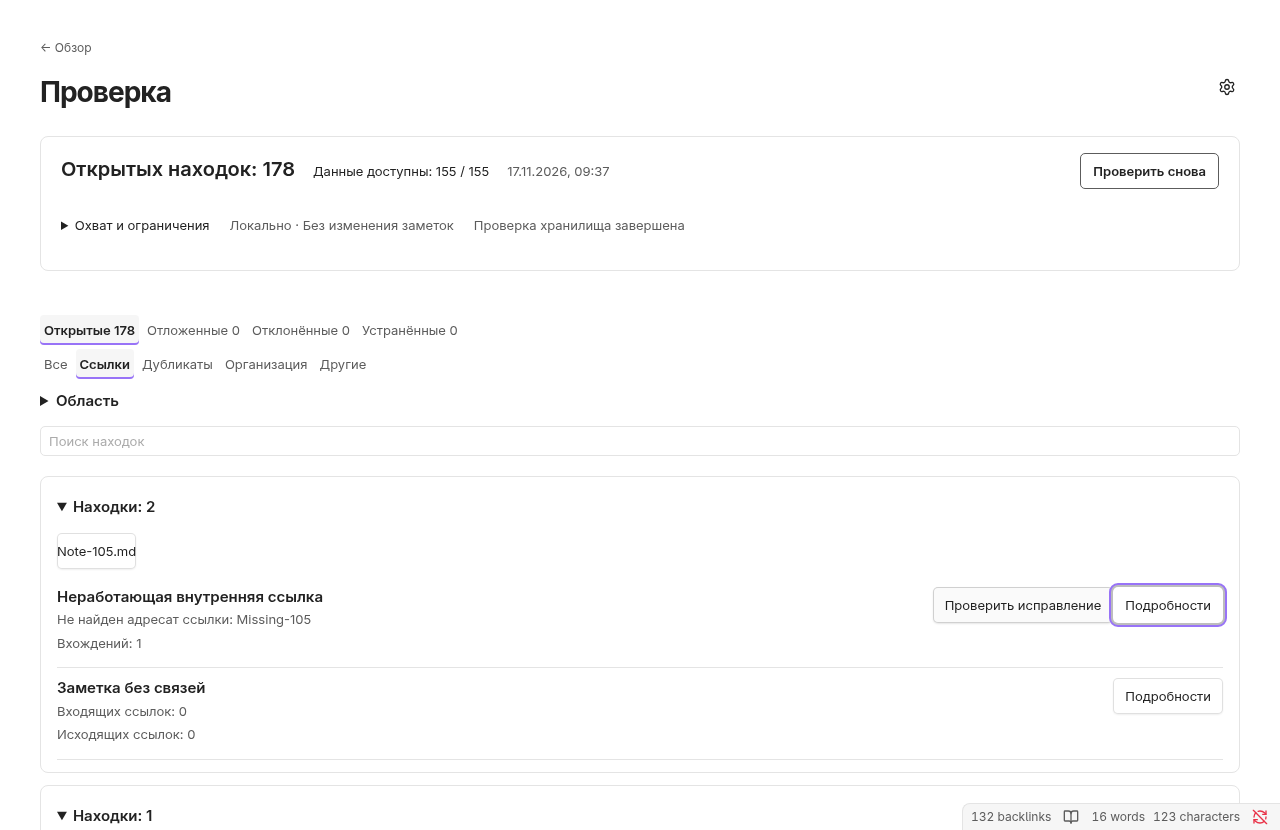 ← Обзор
Проверка
Открытых находок: 178 Данные доступны: 155 / 155 17.11.2026, 09:37 Проверить снова
Охват и ограничения Локально · Без изменения заметок Проверка хранилища завершена
Открытые 178 Отложенные 0 Отклонённые 0 Устранённые 0
Все Ссылки Дубликаты Организация Другие
Область
Поиск находок
Находки: 2
Note-105.md
Неработающая внутренняя ссылка
Проверить исправление Подробности
Не найден адресат ссылки: Missing-105
Вхождений: 1
Заметка без связей
Подробности
Входящих ссылок: 0
Исходящих ссылок: 0
Находки: 1
132 backlinks 16 words 123 characters